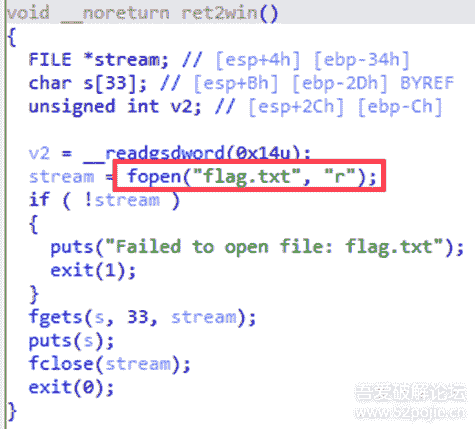 void __noreturn ret2win()
{
  FILE *stream; // [esp+4h] [ebp-34h]
  char s[33]; // [esp+Bh] [ebp-2Dh] BYREF
  unsigned int v2; // [esp+2Ch] [ebp-Ch]
  v2 = __readgsdword(0x14u);
  stream = fopen("flag.txt", "r");
  if ( !stream )
  {
    puts("Failed to open file: flag.txt");
    exit(1);
  }
  fgets(s, 33, stream);
  puts(s);
  fclose(stream);
  exit(0);
}
吾爱破解论坛
www.52pojie.cn